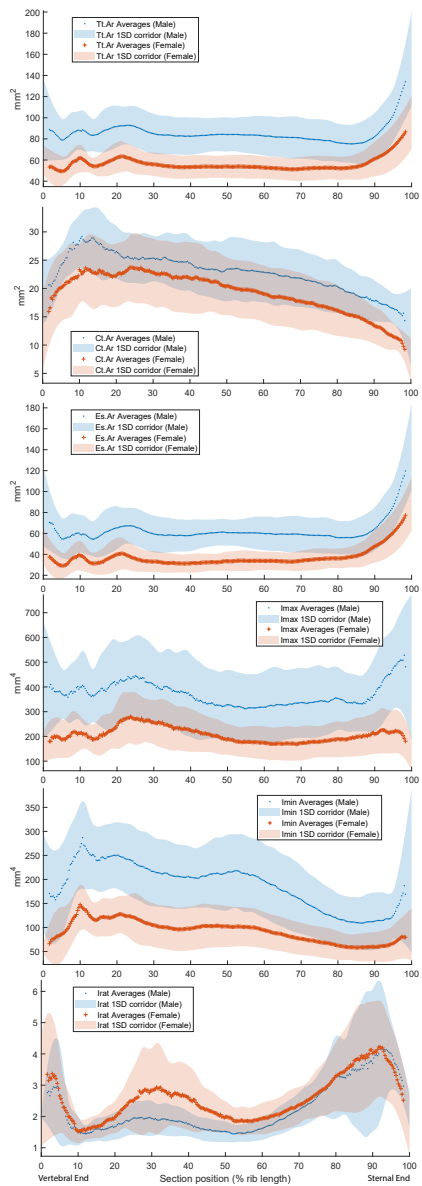 Tt.Ar Averages (Male)
Tt.Ar 1SD corridor (Male)
Tt.Ar Averages (Female)
Tt.Ar 1SD corridor (Female)
mm²
200
180
160
140
120
100
80
60
40
0 10 20 30 40 50 60 70 80 90 100
mm²
30
25
20
15
10
5
Ct.Ar Averages (Male)
Ct.Ar 1SD corridor (Male)
Ct.Ar Averages (Female)
Ct.Ar 1SD corridor (Female)
0 10 20 30 40 50 60 70 80 90 100
Es.Ar Averages (Male)
Es.Ar 1SD corridor (Male)
Es.Ar Averages (Female)
Es.Ar 1SD corridor (Female)
mm²
180
160
140
120
100
80
60
40
20
0 10 20 30 40 50 60 70 80 90 100
Imax Averages (Male)
Imax 1SD corridor (Male)
Imax Averages (Female)
Imax 1SD corridor (Female)
mm⁴
700
600
500
400
300
200
100
0 10 20 30 40 50 60 70 80 90 100
Imin Averages (Male)
Imin 1SD corridor (Male)
Imin Averages (Female)
Imin 1SD corridor (Female)
mm⁴
350
300
250
200
150
100
50
0 10 20 30 40 50 60 70 80 90 100
Irat Averages (Male)
Irat 1SD corridor (Male)
Irat Averages (Female)
Irat 1SD corridor (Female)
6
5
4
3
2
1
0 10 20 30 40 50 60 70 80 90 100
Vertebral End Section position (% rib length) Sternal End